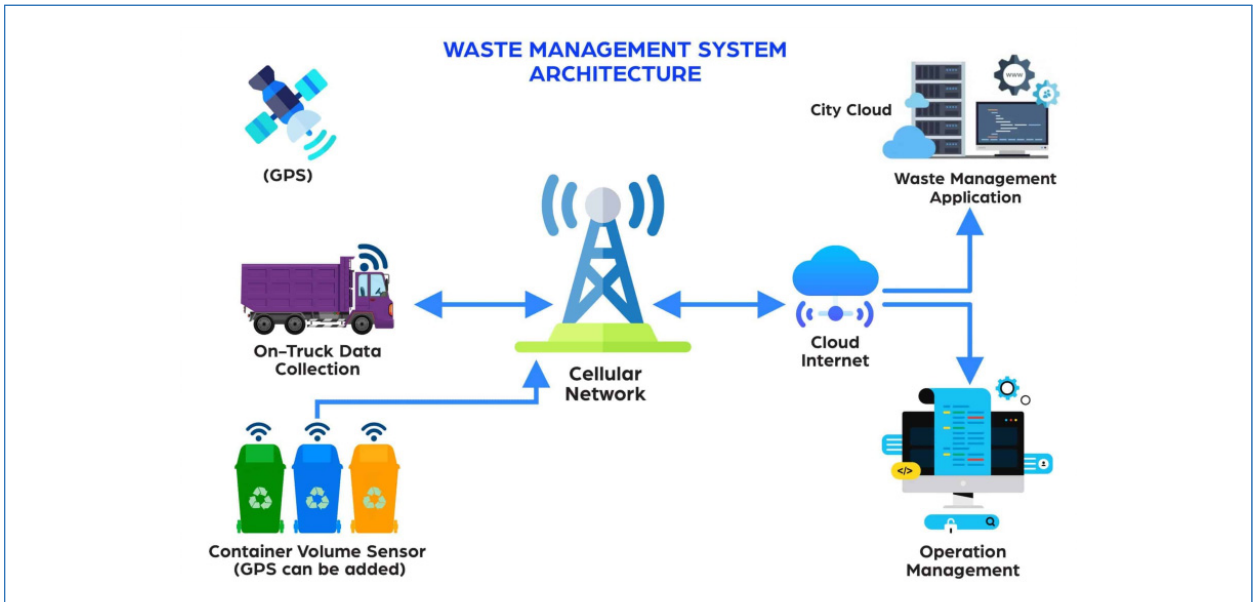 WASTE MANAGEMENT SYSTEM
ARCHITECTURE
(GPS)
City Cloud
www
Waste Management
Application
On-Truck Data
Collection
Cellular
Network
Cloud
Internet
</>
Container Volume Sensor
(GPS can be added)
Operation
Management